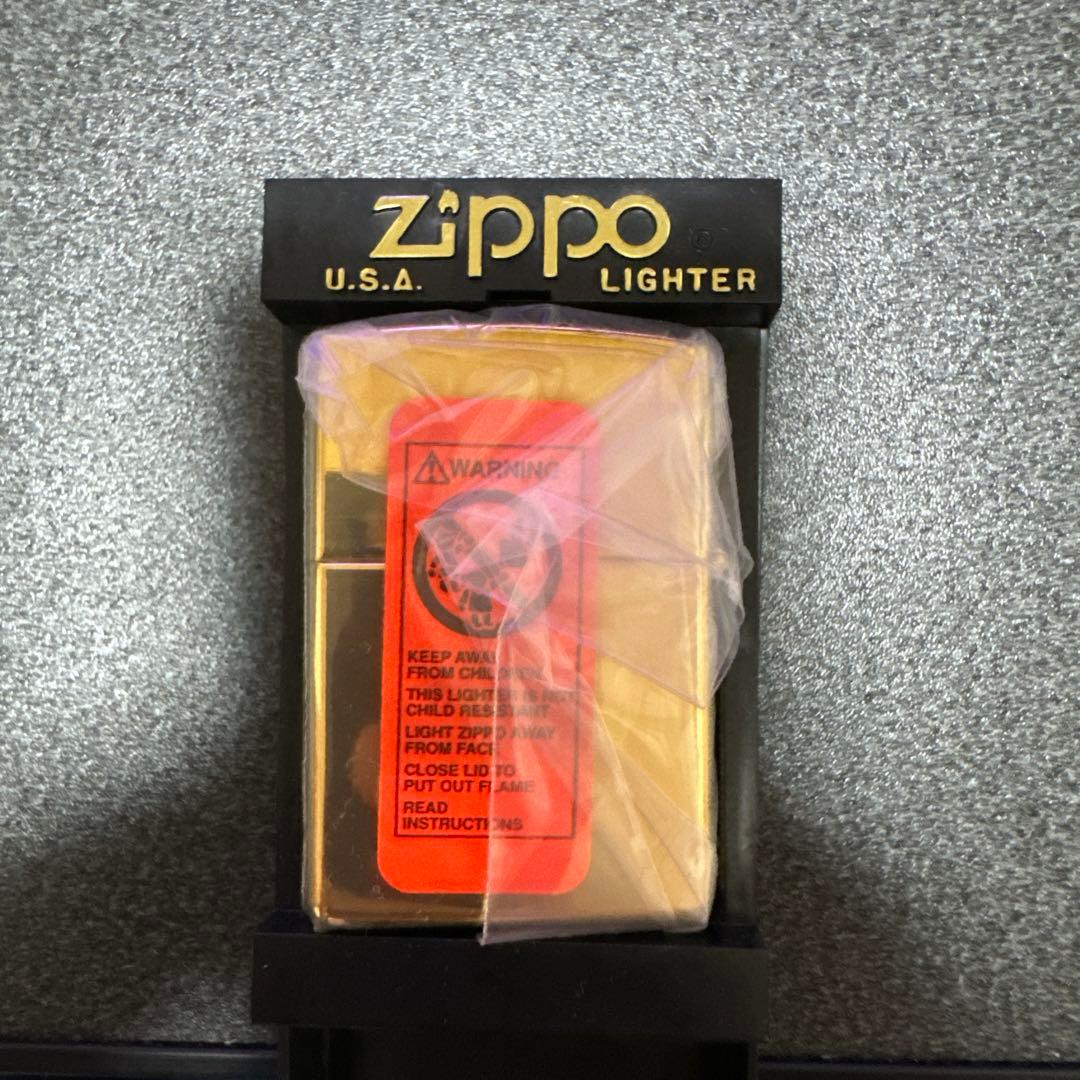 Zippo
U.S.A. LIGHTER
WARNING
KEEP AWAY
FROM CHILDREN
THIS LIGHTER IS NOT
CHILD RESISTANT
LIGHT ZIPPO AWAY
FROM FACE
CLOSE LID TO
PUT OUT FLAME
READ
INSTRUCTIONS